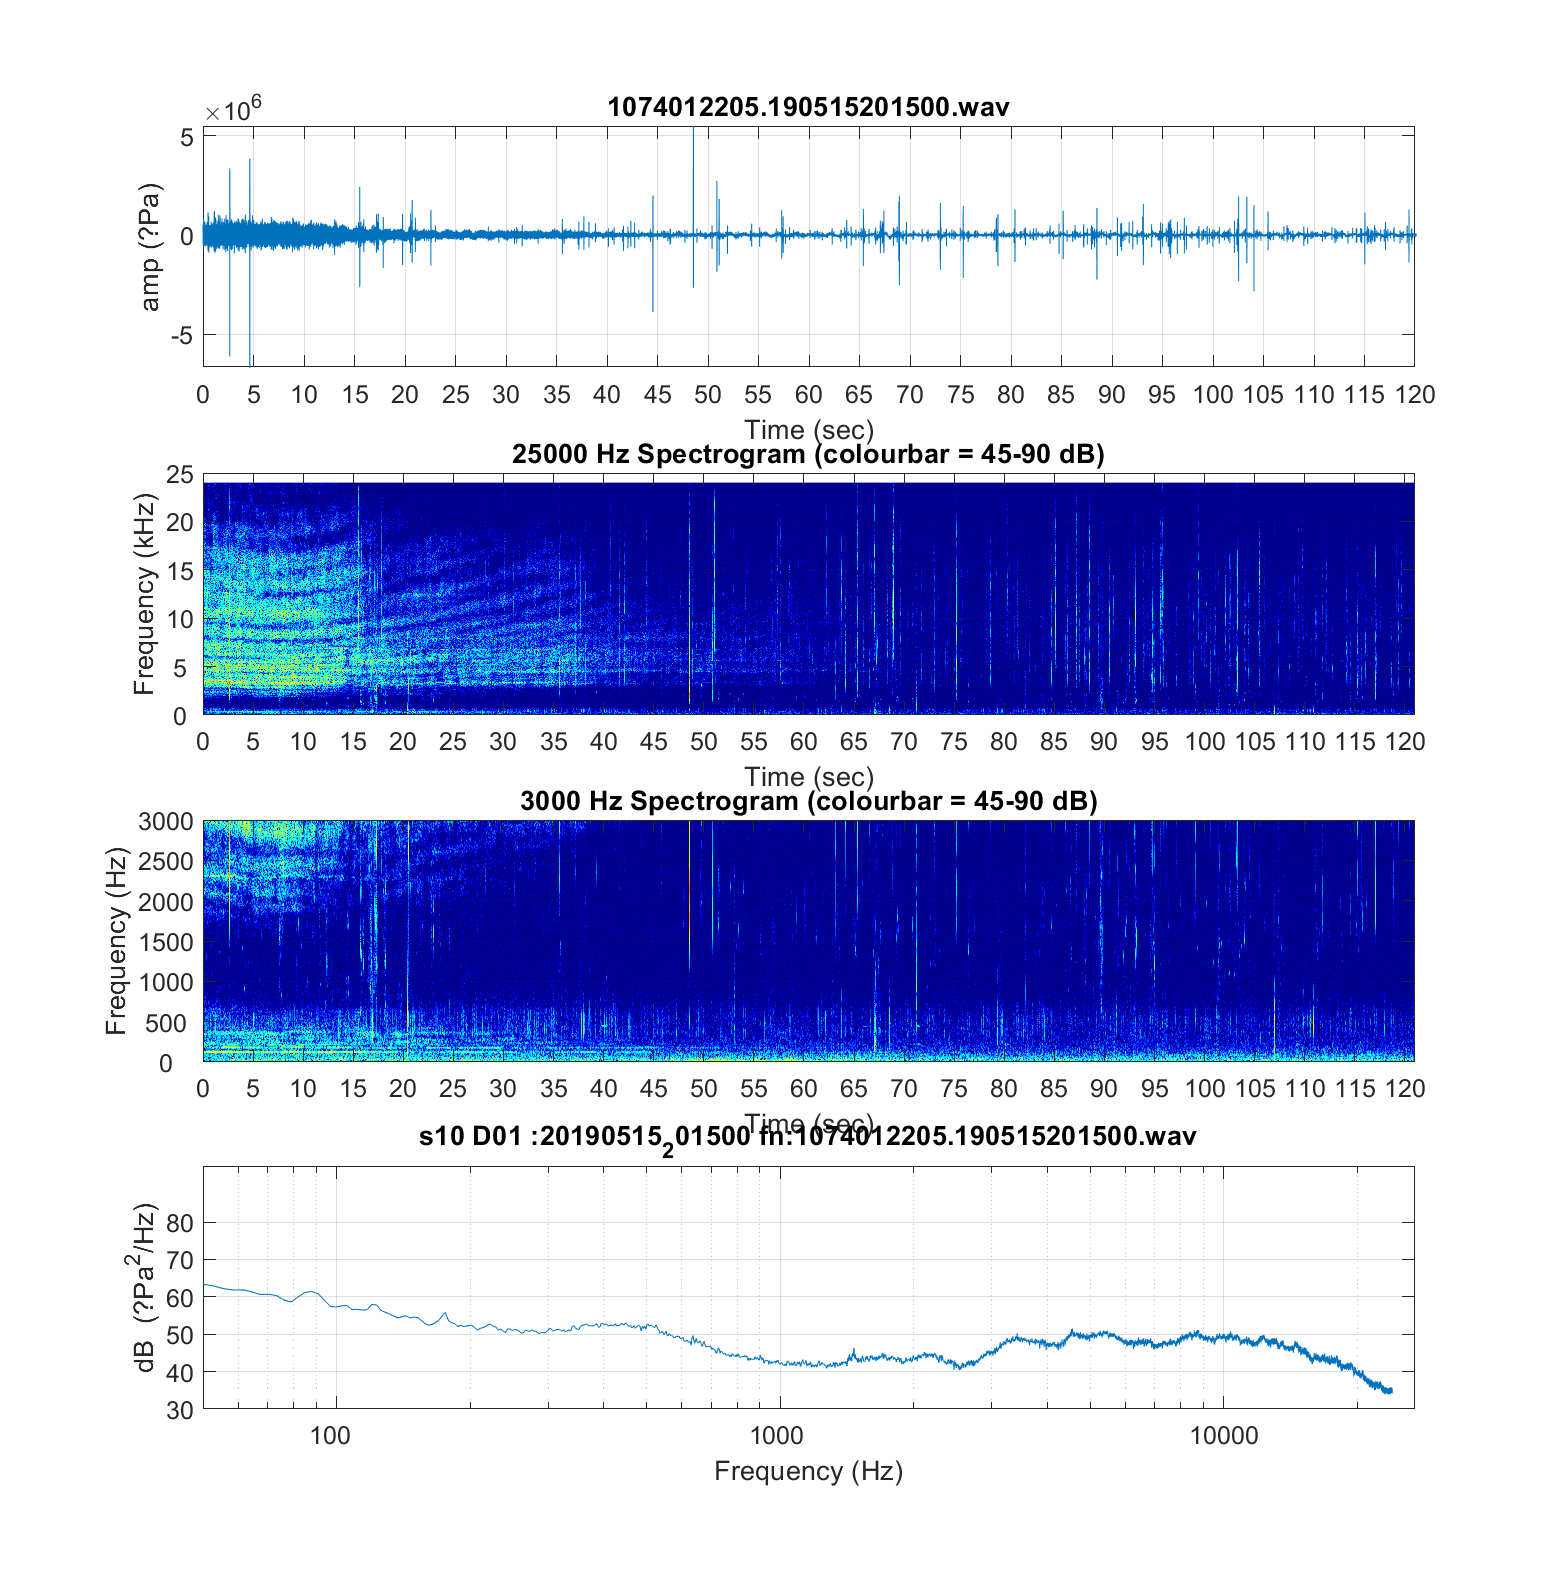 ×10^6
1074012205.190515201500.wav
5
0
-5
amp (?Pa)
0 5 10 15 20 25 30 35 40 45 50 55 60 65 70 75 80 85 90 95 100 105 110 115 120
Time (sec)
25000 Hz Spectrogram (colourbar = 45-90 dB)
25
20
15
10
5
0
Frequency (kHz)
0 5 10 15 20 25 30 35 40 45 50 55 60 65 70 75 80 85 90 95 100 105 110 115 120
Time (sec)
3000 Hz Spectrogram (colourbar = 45-90 dB)
3000
2500
2000
1500
1000
500
0
Frequency (Hz)
0 5 10 15 20 25 30 35 40 45 50 55 60 65 70 75 80 85 90 95 100 105 110 115 120
Time (sec)
s10 D01 :20190515_201500 fn:1074012205.190515201500.wav
80
70
60
50
40
30
dB (?Pa^2/Hz)
100 1000 10000
Frequency (Hz)